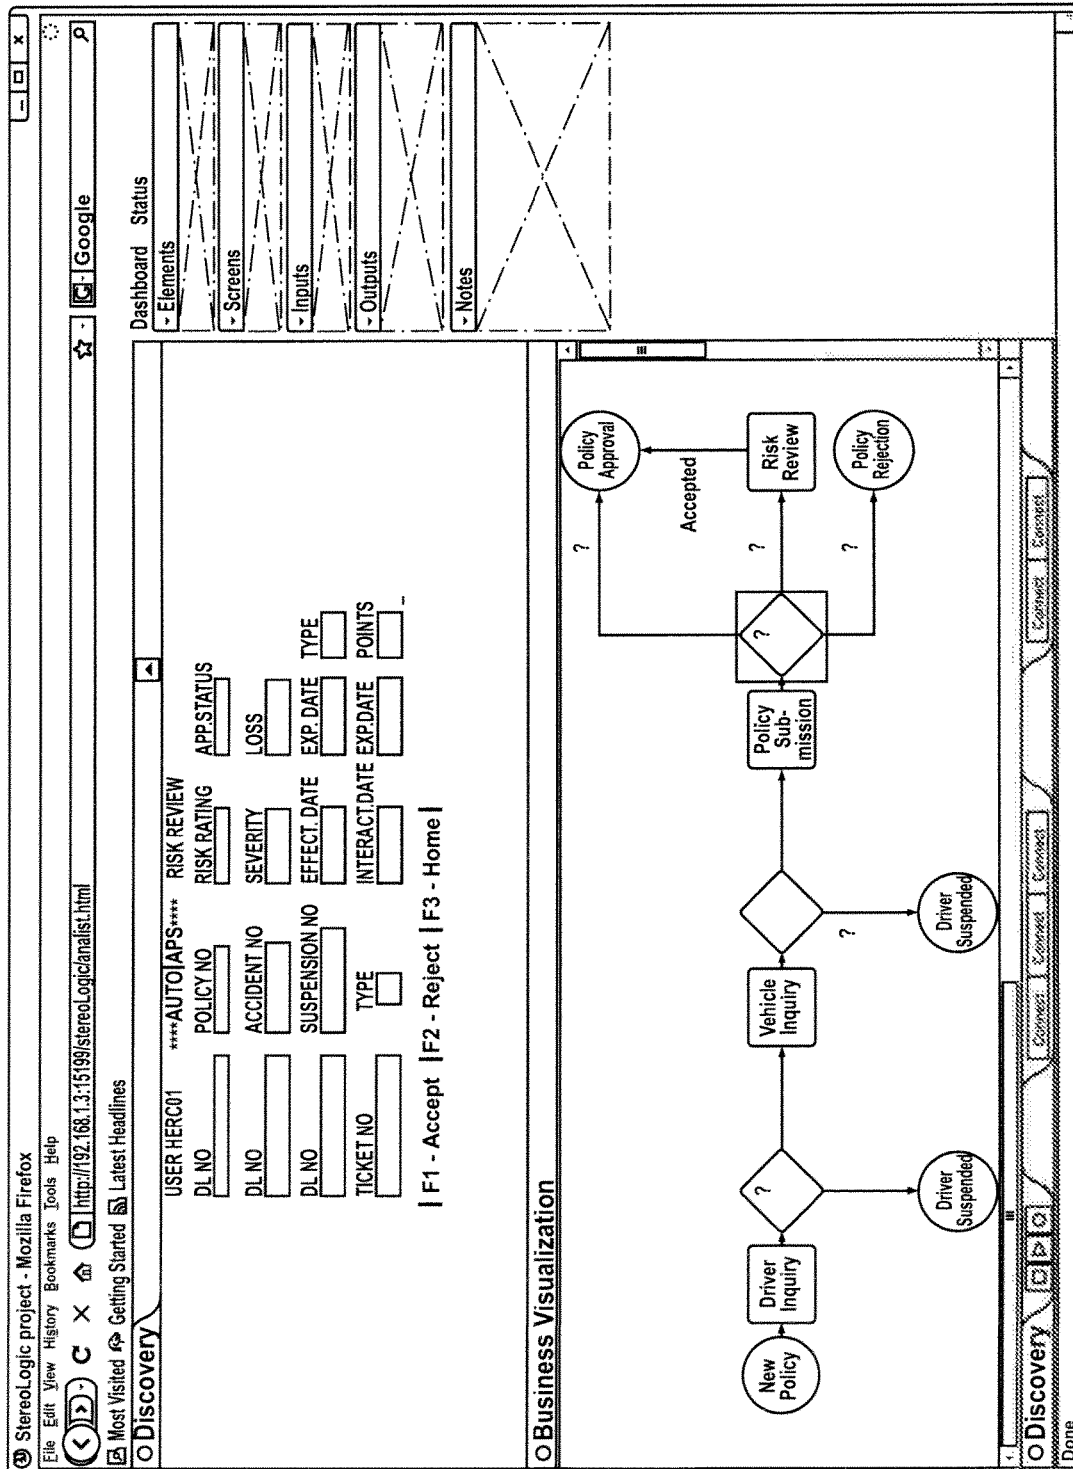 StereoLogic project - Mozilla Firefox
File Edit View History Bookmarks Tools Help
http://192.168.1.3:15199/stereoLogic/analist.html
Google
Most Visited Getting Started Latest Headlines
Discovery
USER HERC01 ****AUTO|APS**** RISK REVIEW
DL NO POLICY NO RISK RATING APP.STATUS
DL NO ACCIDENT NO SEVERITY LOSS
DL NO SUSPENSION NO EFFECT. DATE EXP. DATE TYPE
TICKET NO TYPE INTERACT.DATE EXP.DATE POINTS
| F1 - Accept | F2 - Reject | F3 - Home |
Dashboard Status
Elements
Screens
Inputs
Outputs
Notes
Business Visualization
New
Policy
Driver
Inquiry
?
Driver
Suspended
Vehicle
Inquiry
?
Driver
Suspended
Policy
Sub-
mission
?
?
?
?
Policy
Approval
Accepted
Risk
Review
Policy
Rejection
Discovery
Connect Connect Connect Connect Connect
Done